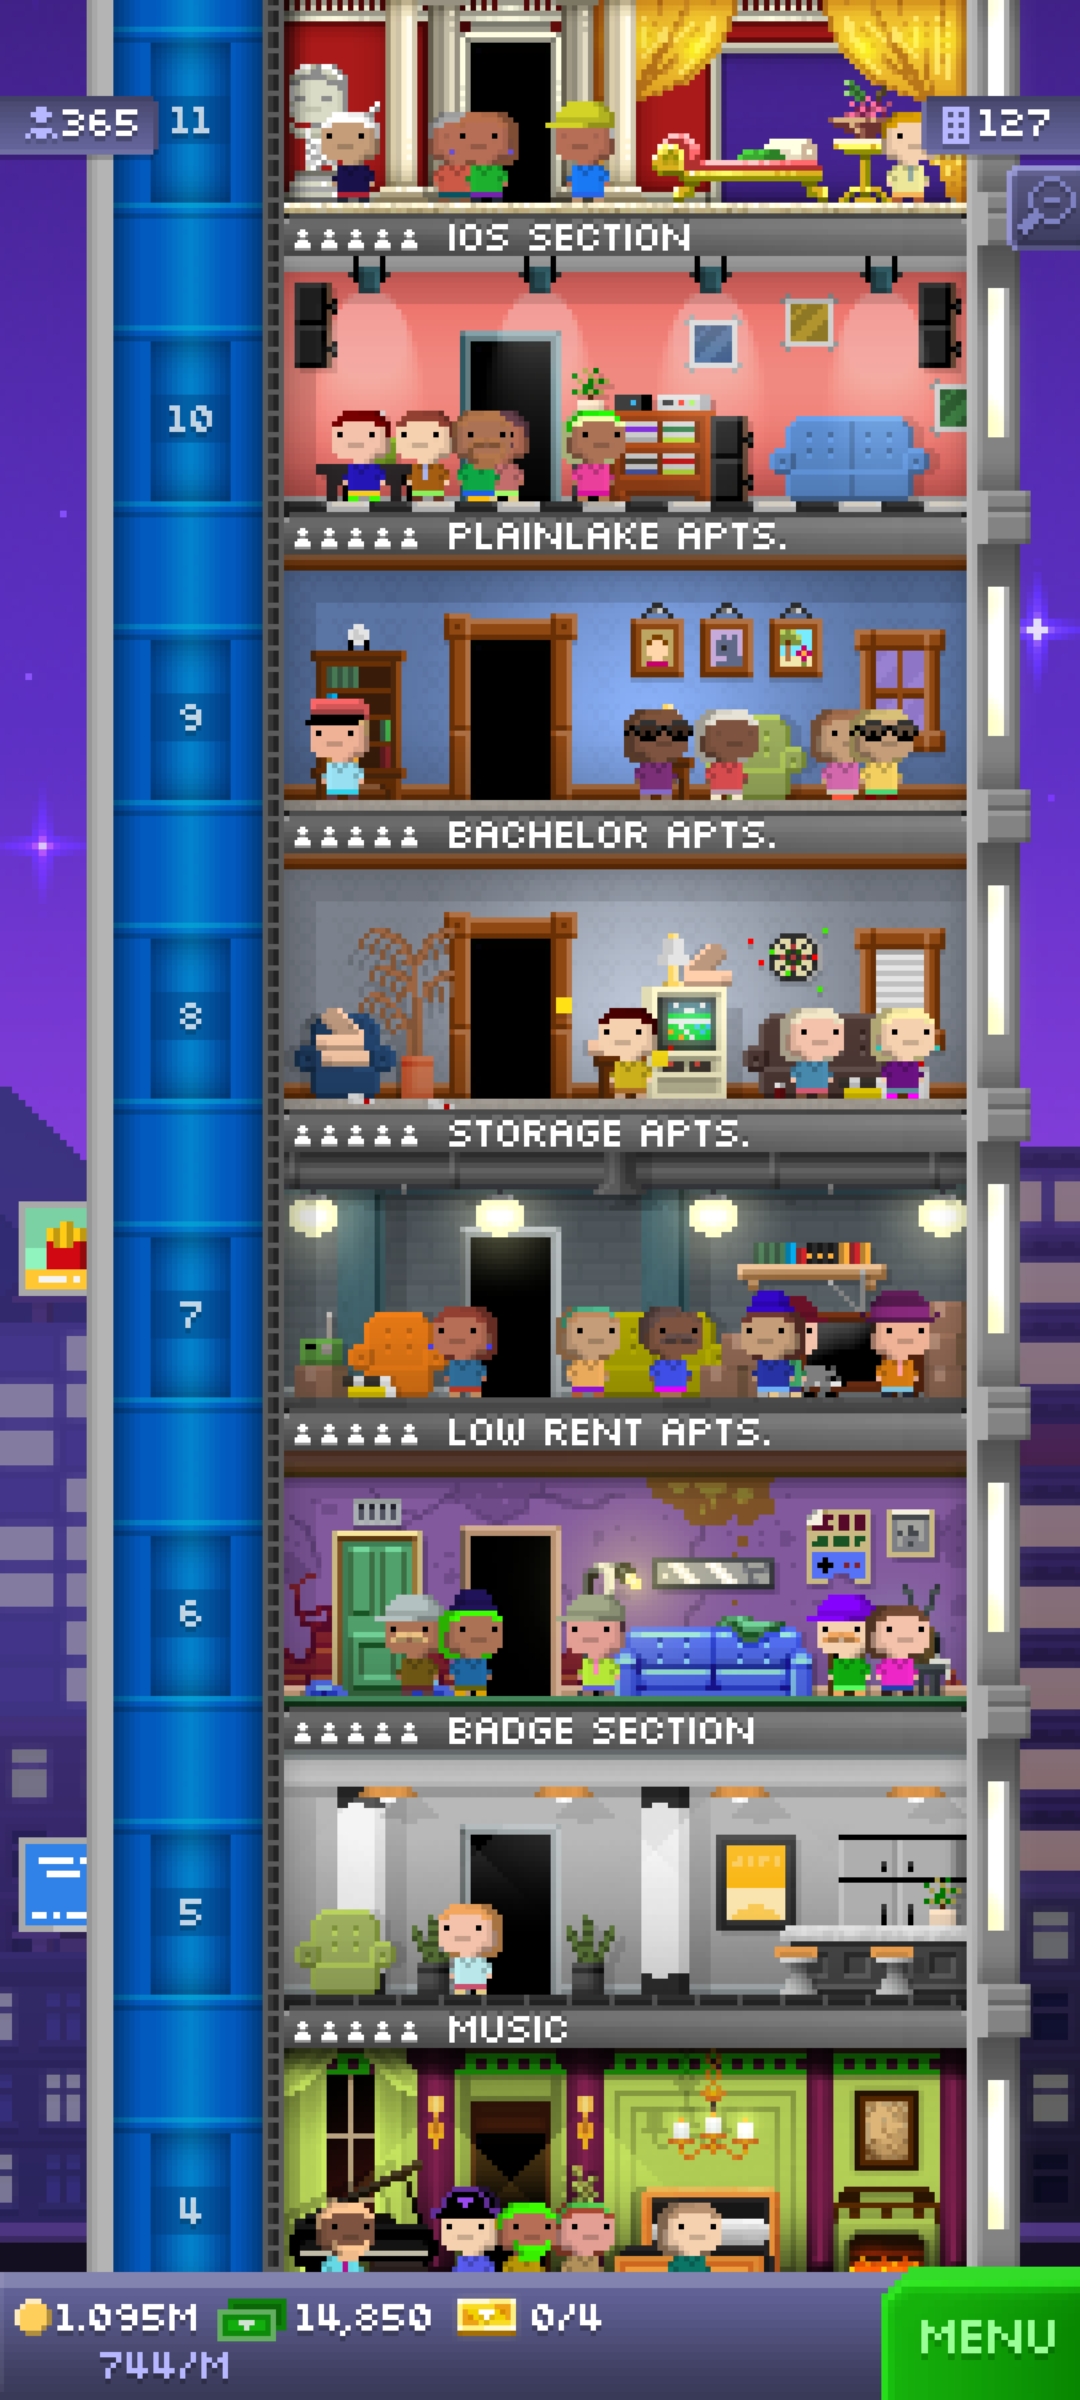 365
11
127
IOS SECTION
10
PLAINLAKE APTS.
9
BACHELOR APTS.
8
STORAGE APTS.
7
LOW RENT APTS.
6
BADGE SECTION
5
MUSIC
4
1.095M 14,850 0/4
744/M
MENU